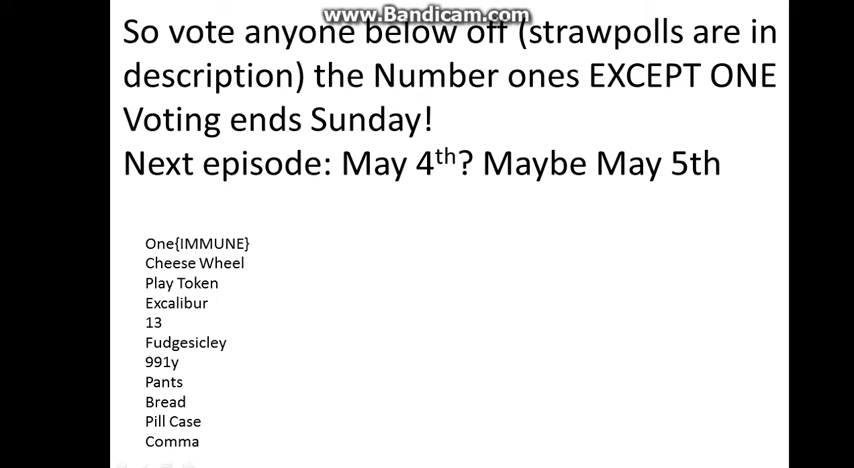 www.Bandicam.com
So vote anyone below off (strawpolls are in
description) the Number ones EXCEPT ONE
Voting ends Sunday!
Next episode: May 4th? Maybe May 5th
One{IMMUNE}
Cheese Wheel
Play Token
Excalibur
13
Fudgesicley
991y
Pants
Bread
Pill Case
Comma